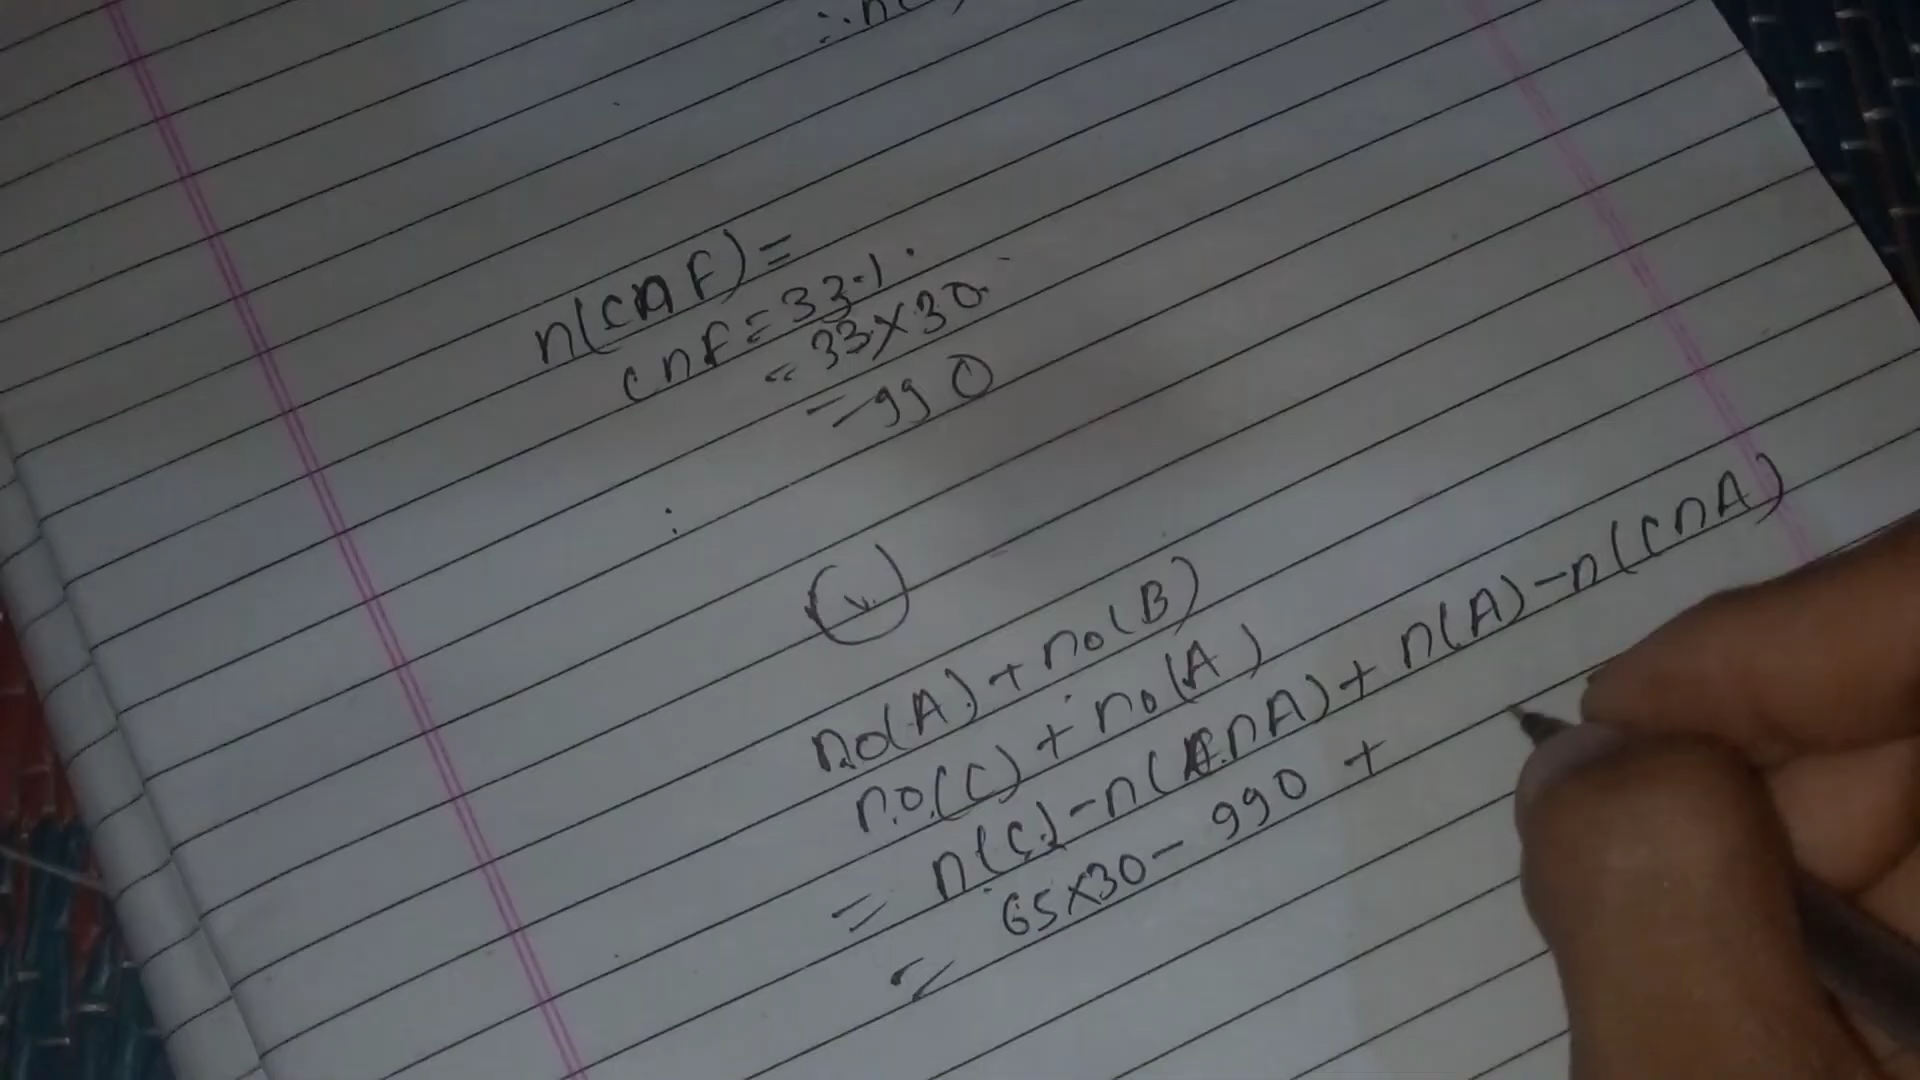 ∴ n(
n(C∩F) =
C∩F = 33·1·
= 33×30
= 990
:
(v.)
no(A) + no(B)
no(C) + no(A)
= n(C) - n(C∩A) + n(A) - n(C∩A)
= 65×30 - 990 +